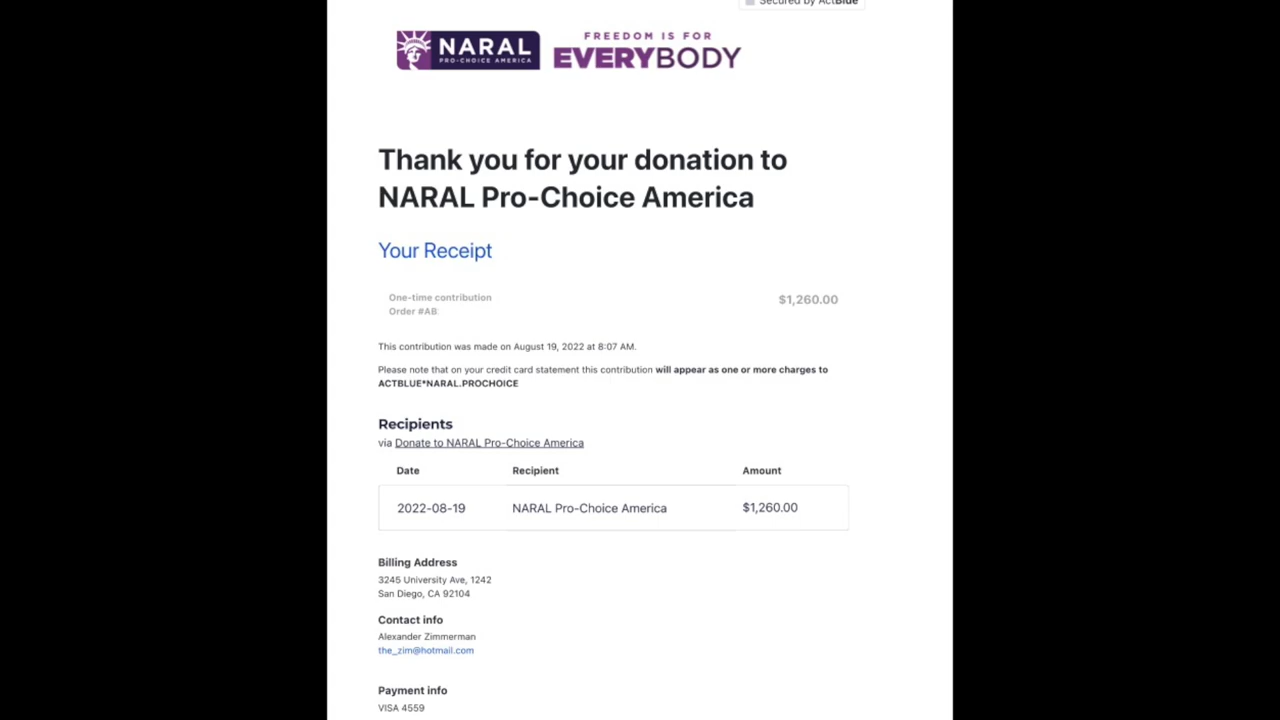 Secured by ActBlue
NARAL
PRO-CHOICE AMERICA
FREEDOM IS FOR
EVERYBODY
Thank you for your donation to
NARAL Pro-Choice America
Your Receipt
One-time contribution
$1,260.00
Order #AB
This contribution was made on August 19, 2022 at 8:07 AM.
Please note that on your credit card statement this contribution will appear as one or more charges to
ACTBLUE*NARAL.PROCHOICE
Recipients
via Donate to NARAL Pro-Choice America
Date Recipient Amount
2022-08-19 NARAL Pro-Choice America $1,260.00
Billing Address
3245 University Ave, 1242
San Diego, CA 92104
Contact info
Alexander Zimmerman
the_zim@hotmail.com
Payment info
VISA 4559